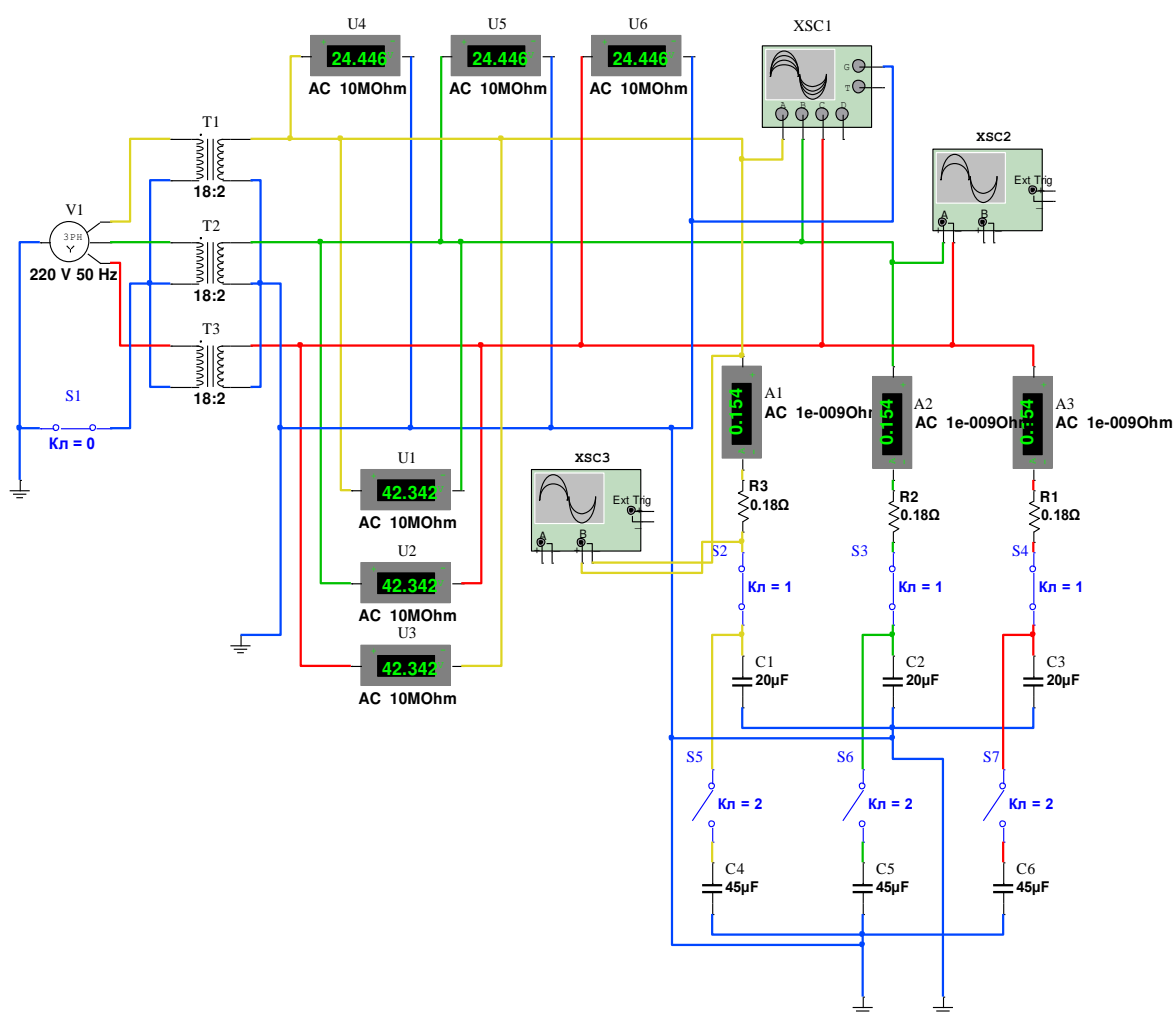 U4
U5
U6
24.446
24.446
24.446
AC 10MOhm
AC 10MOhm
AC 10MOhm
XSC1
G
T
A B C D
XSC2
Ext Trig
A
B
T1
18:2
T2
18:2
T3
18:2
V1
3PH
Y
220 V 50 Hz
S1
Кл = 0
U1
42.342
AC 10MOhm
U2
42.342
AC 10MOhm
U3
42.342
AC 10MOhm
XSC3
Ext Trig
A
B
A1
0.154
AC 1e-009Ohm
A2
0.154
AC 1e-009Ohm
A3
0.154
AC 1e-009Ohm
R3
0.18Ω
R2
0.18Ω
R1
0.18Ω
S2
Кл = 1
S3
Кл = 1
S4
Кл = 1
C1
20µF
C2
20µF
C3
20µF
S5
Кл = 2
S6
Кл = 2
S7
Кл = 2
C4
45µF
C5
45µF
C6
45µF